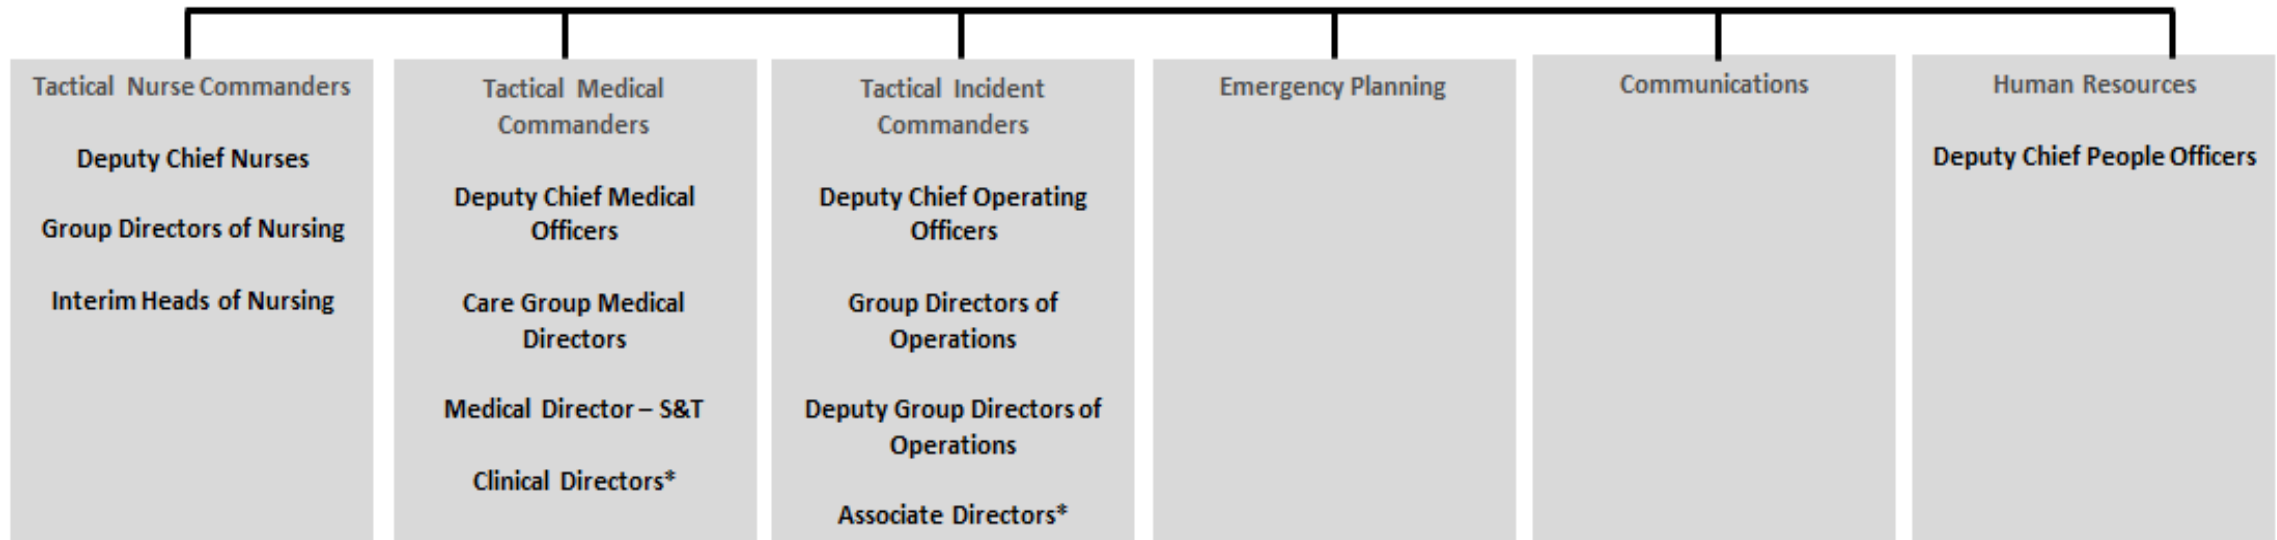 Tactical Nurse Commanders
Deputy Chief Nurses
Group Directors of Nursing
Interim Heads of Nursing
Tactical Medical
Commanders
Deputy Chief Medical
Officers
Care Group Medical
Directors
Medical Director – S&T
Clinical Directors*
Tactical Incident
Commanders
Deputy Chief Operating
Officers
Group Directors of
Operations
Deputy Group Directors of
Operations
Associate Directors*
Emergency Planning
Communications
Human Resources
Deputy Chief People Officers